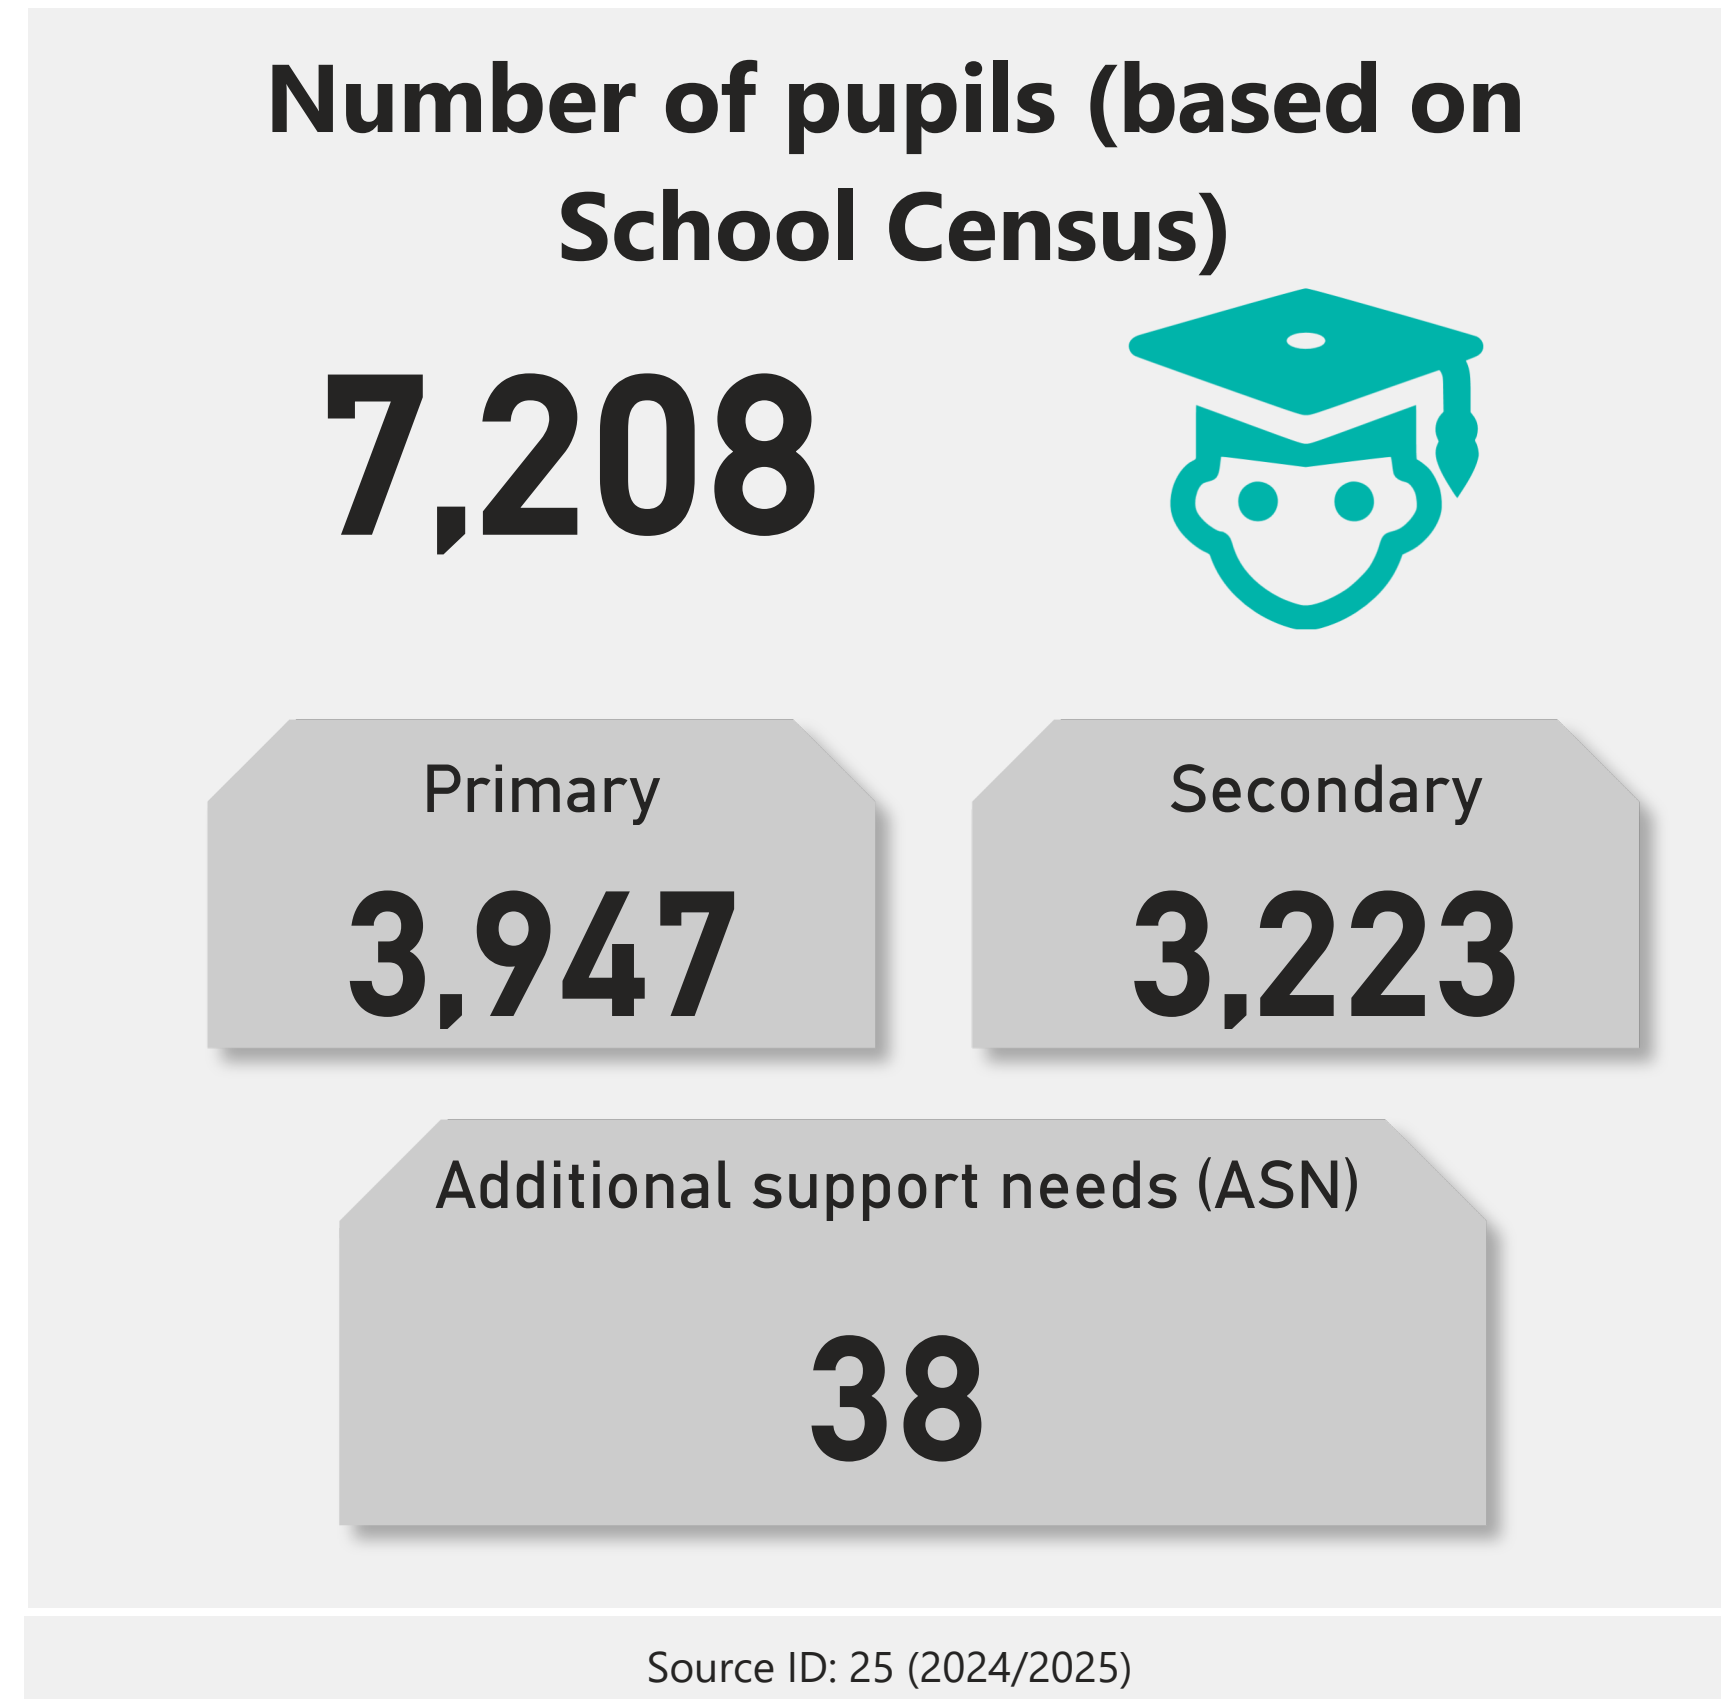 Number of pupils (based on
School Census)
7,208
Primary
3,947
Secondary
3,223
Additional support needs (ASN)
38
Source ID: 25 (2024/2025)